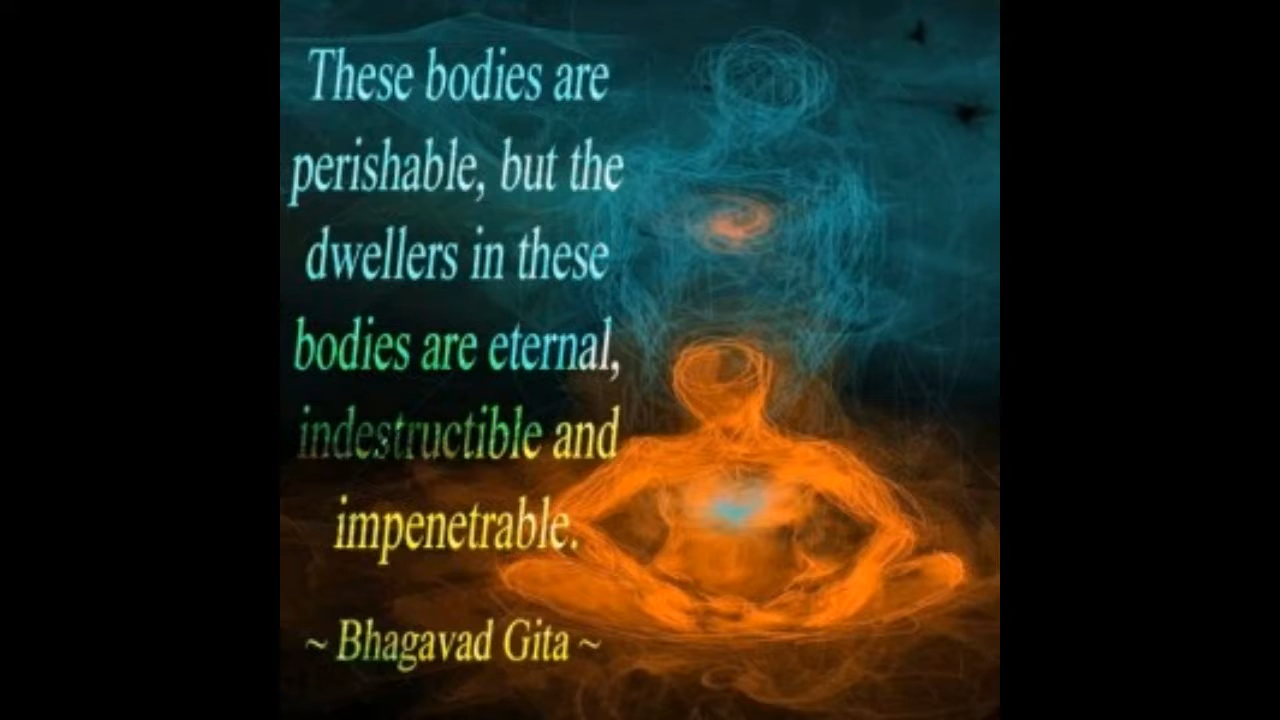 These bodies are
perishable, but the
dwellers in these
bodies are eternal,
indestructible and
impenetrable.
~ Bhagavad Gita ~